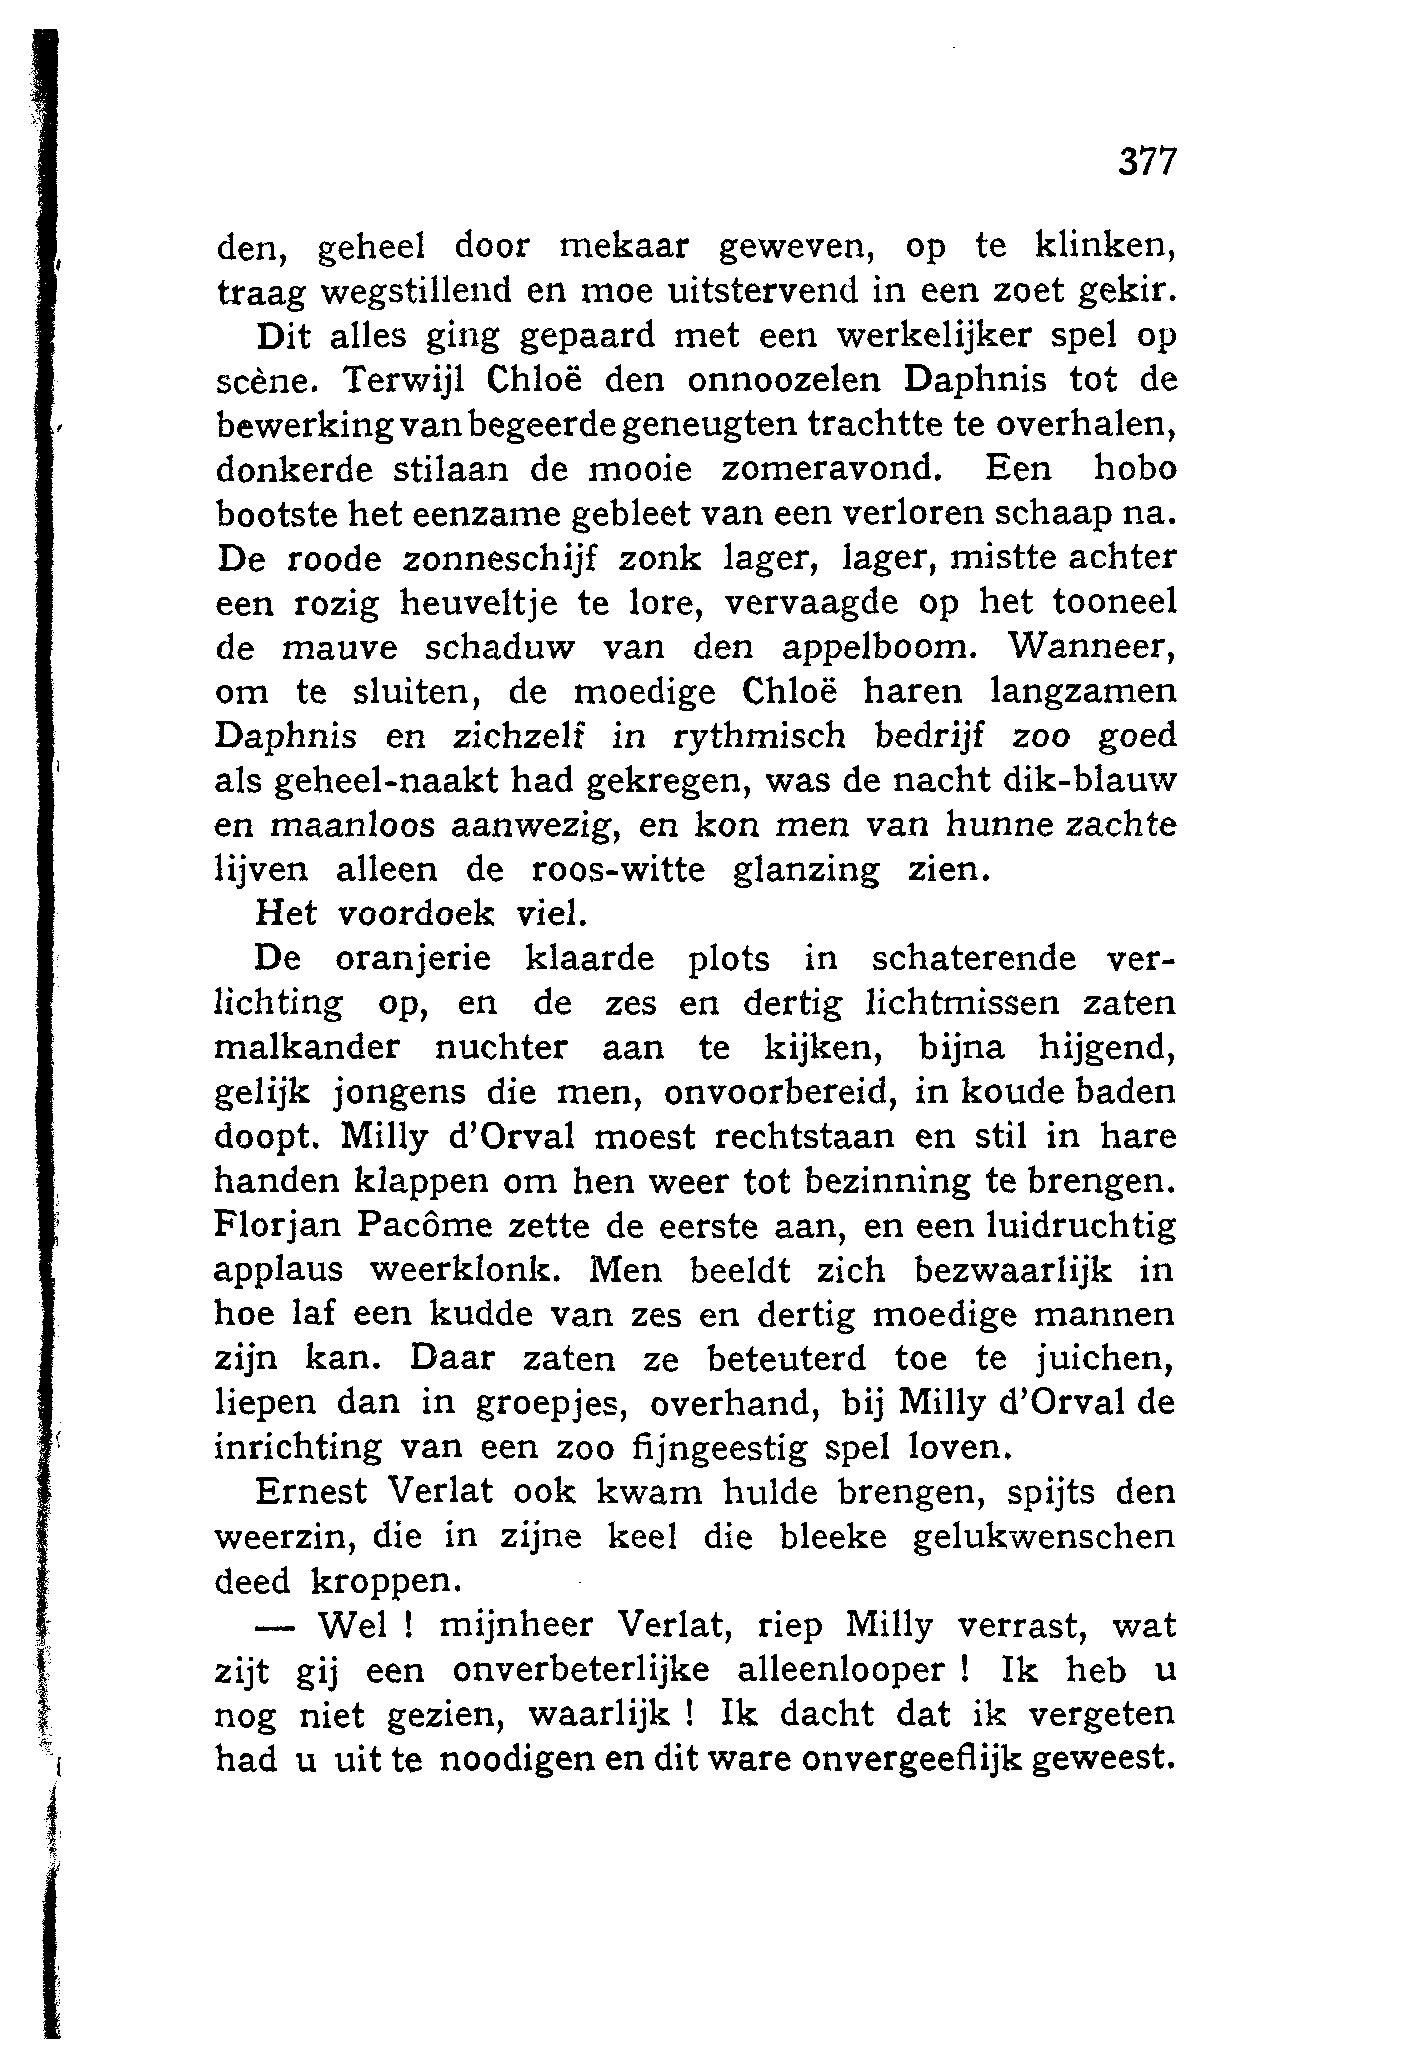 377
den, geheel door mekaar geweven, op te klinken,
traag wegstillend en moe uitstervend in een zoet gekir.
Dit alles ging gepaard met een werkelijker spel op
scène. Terwijl Chloë den onnoozelen Daphnis tot de
bewerking van begeerde geneugten trachtte te overhalen,
donkerde stilaan de mooie zomeravond. Een hobo
bootste het eenzame gebleet van een verloren schaap na.
De roode zonneschijf zonk lager, lager, mistte achter
een rozig heuveltje te lore, vervaagde op het tooneel
de mauve schaduw van den appelboom. Wanneer,
om te sluiten, de moedige Chloë haren langzamen
Daphnis en zichzelf in rythmisch bedrijf zoo goed
als geheel-naakt had gekregen, was de nacht dik-blauw
en maanloos aanwezig, en kon men van hunne zachte
lijven alleen de roos-witte glanzing zien.
Het voordoek viel.
De oranjerie klaarde plots in schaterende ver-
lichting op, en de zes en dertig lichtmissen zaten
malkander nuchter aan te kijken, bijna hijgend,
gelijk jongens die men, onvoorbereid, in koude baden
doopt. Milly d'Orval moest rechtstaan en stil in hare
handen klappen om hen weer tot bezinning te brengen.
Florjan Pacôme zette de eerste aan, en een luidruchtig
applaus weerklonk. Men beeldt zich bezwaarlijk in
hoe laf een kudde van zes en dertig moedige mannen
zijn kan. Daar zaten ze beteuterd toe te juichen,
liepen dan in groepjes, overhand, bij Milly d'Orval de
inrichting van een zoo fijngeestig spel loven.
Ernest Verlat ook kwam hulde brengen, spijts den
weerzin, die in zijne keel die bleeke gelukwenschen
deed kroppen.
— Wel ! mijnheer Verlat, riep Milly verrast, wat
zijt gij een onverbeterlijke alleenlooper ! Ik heb u
nog niet gezien, waarlijk ! Ik dacht dat ik vergeten
had u uit te noodigen en dit ware onvergeeflijk geweest.